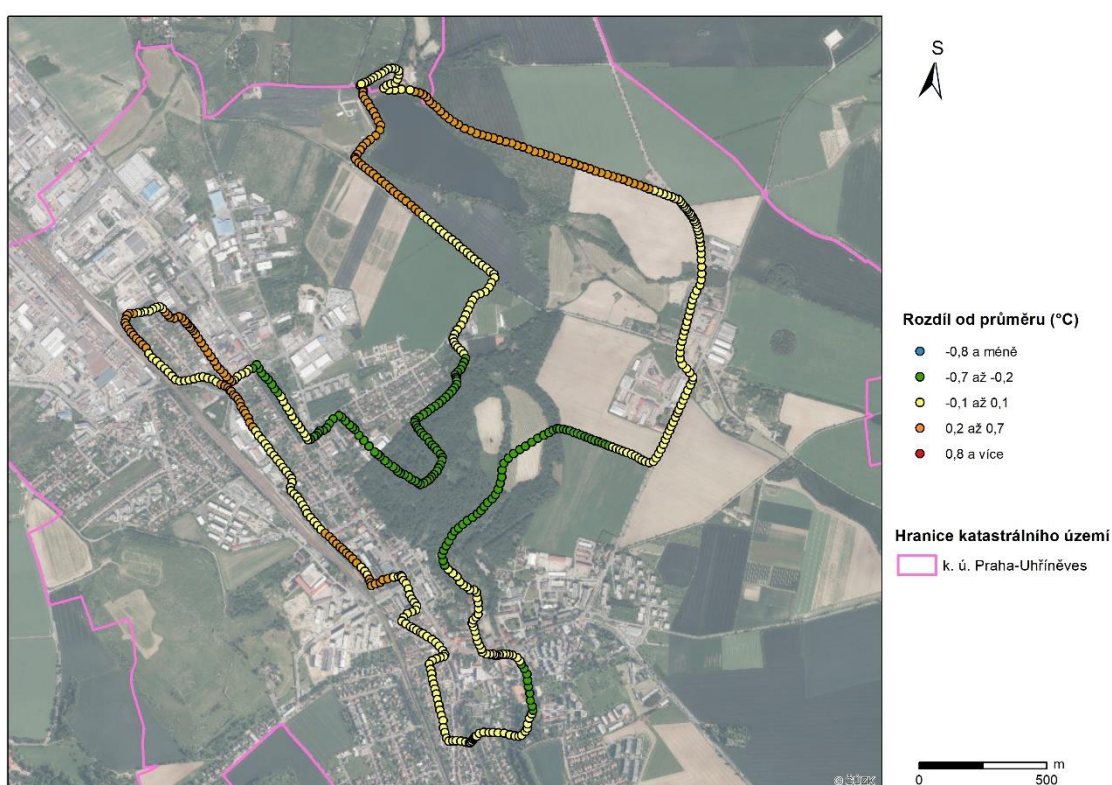 S
Rozdíl od průměru (°C)
-0,8 a méně
-0,7 až -0,2
-0,1 až 0,1
0,2 až 0,7
0,8 a více
Hranice katastrálního území
k. ú. Praha-Uhříněves
m
0 500
© ČÚZK